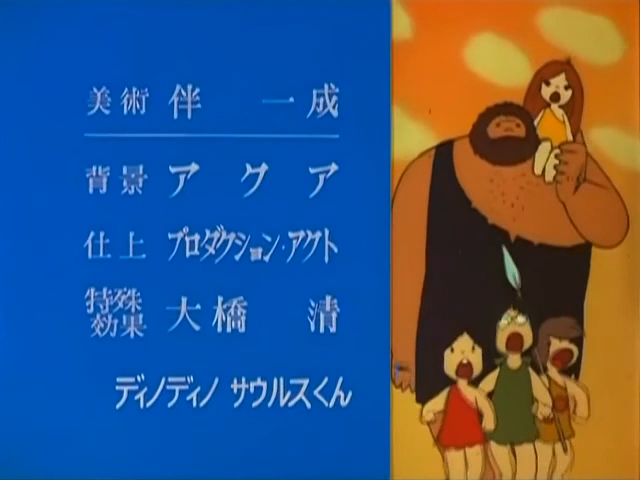 美術 伴 一成
背景 アクア
仕上 プロダクション・アクト
特殊効果 大橋 清
ディノディノ サウルスくん